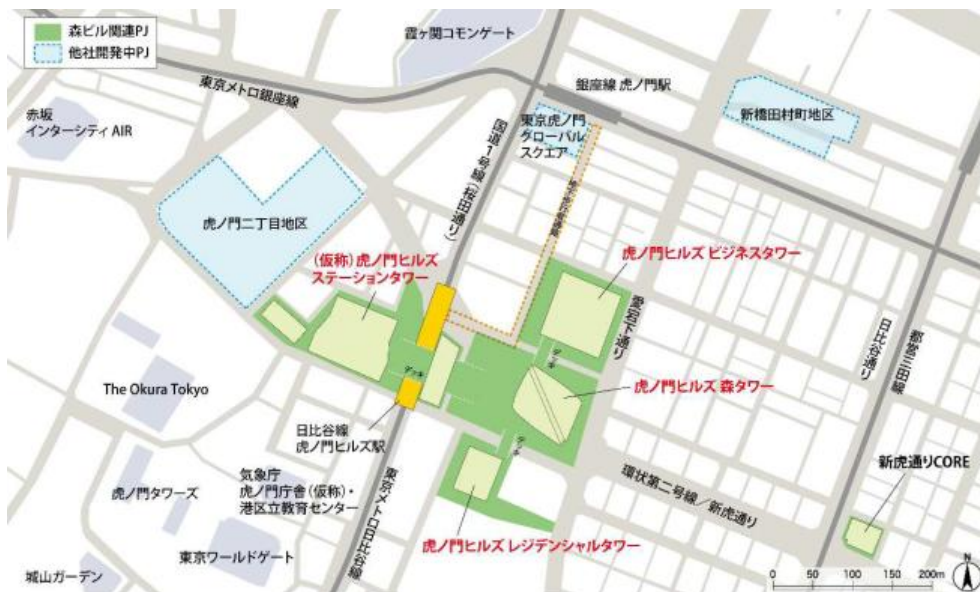 森ビル関連PJ
他社開発中PJ
霞ヶ関コモンゲート
東京メトロ銀座線
銀座線 虎ノ門駅
赤坂
インターシティ AIR
国道1号線(桜田通り)
東京虎ノ門
グローバル
スクエア
新橋田村町地区
地下歩行者通路
虎ノ門二丁目地区
(仮称)虎ノ門ヒルズ
ステーションタワー
虎ノ門ヒルズ ビジネスタワー
愛宕下通り
日比谷通り
都営三田線
デッキ
デッキ
虎ノ門ヒルズ 森タワー
The Okura Tokyo
日比谷線
虎ノ門ヒルズ駅
デッキ
環状第二号線/新虎通り
新虎通りCORE
気象庁
虎ノ門庁舎(仮称)・
港区立教育センター
虎ノ門タワーズ
東京メトロ日比谷線
虎ノ門ヒルズ レジデンシャルタワー
東京ワールドゲート
城山ガーデン
N
0 50 100 150 200m